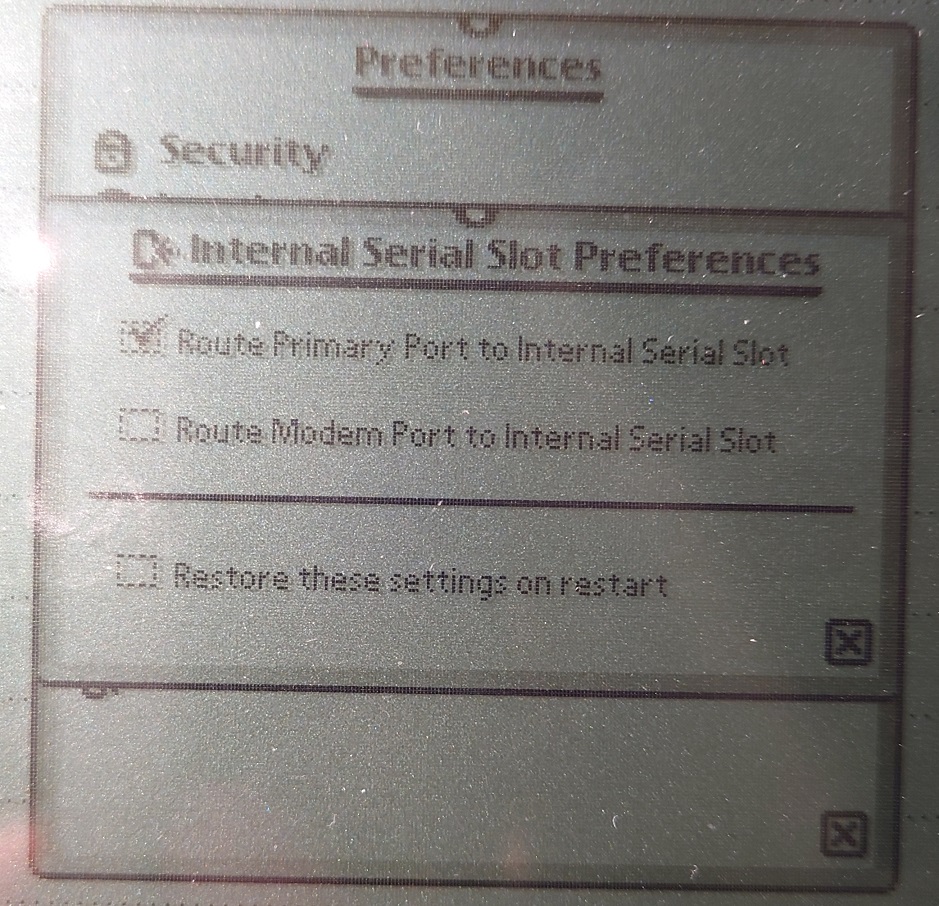 Preferences
Security
Internal Serial Slot Preferences
Route Primary Port to Internal Serial Slot
Route Modem Port to Internal Serial Slot
Restore these settings on restart